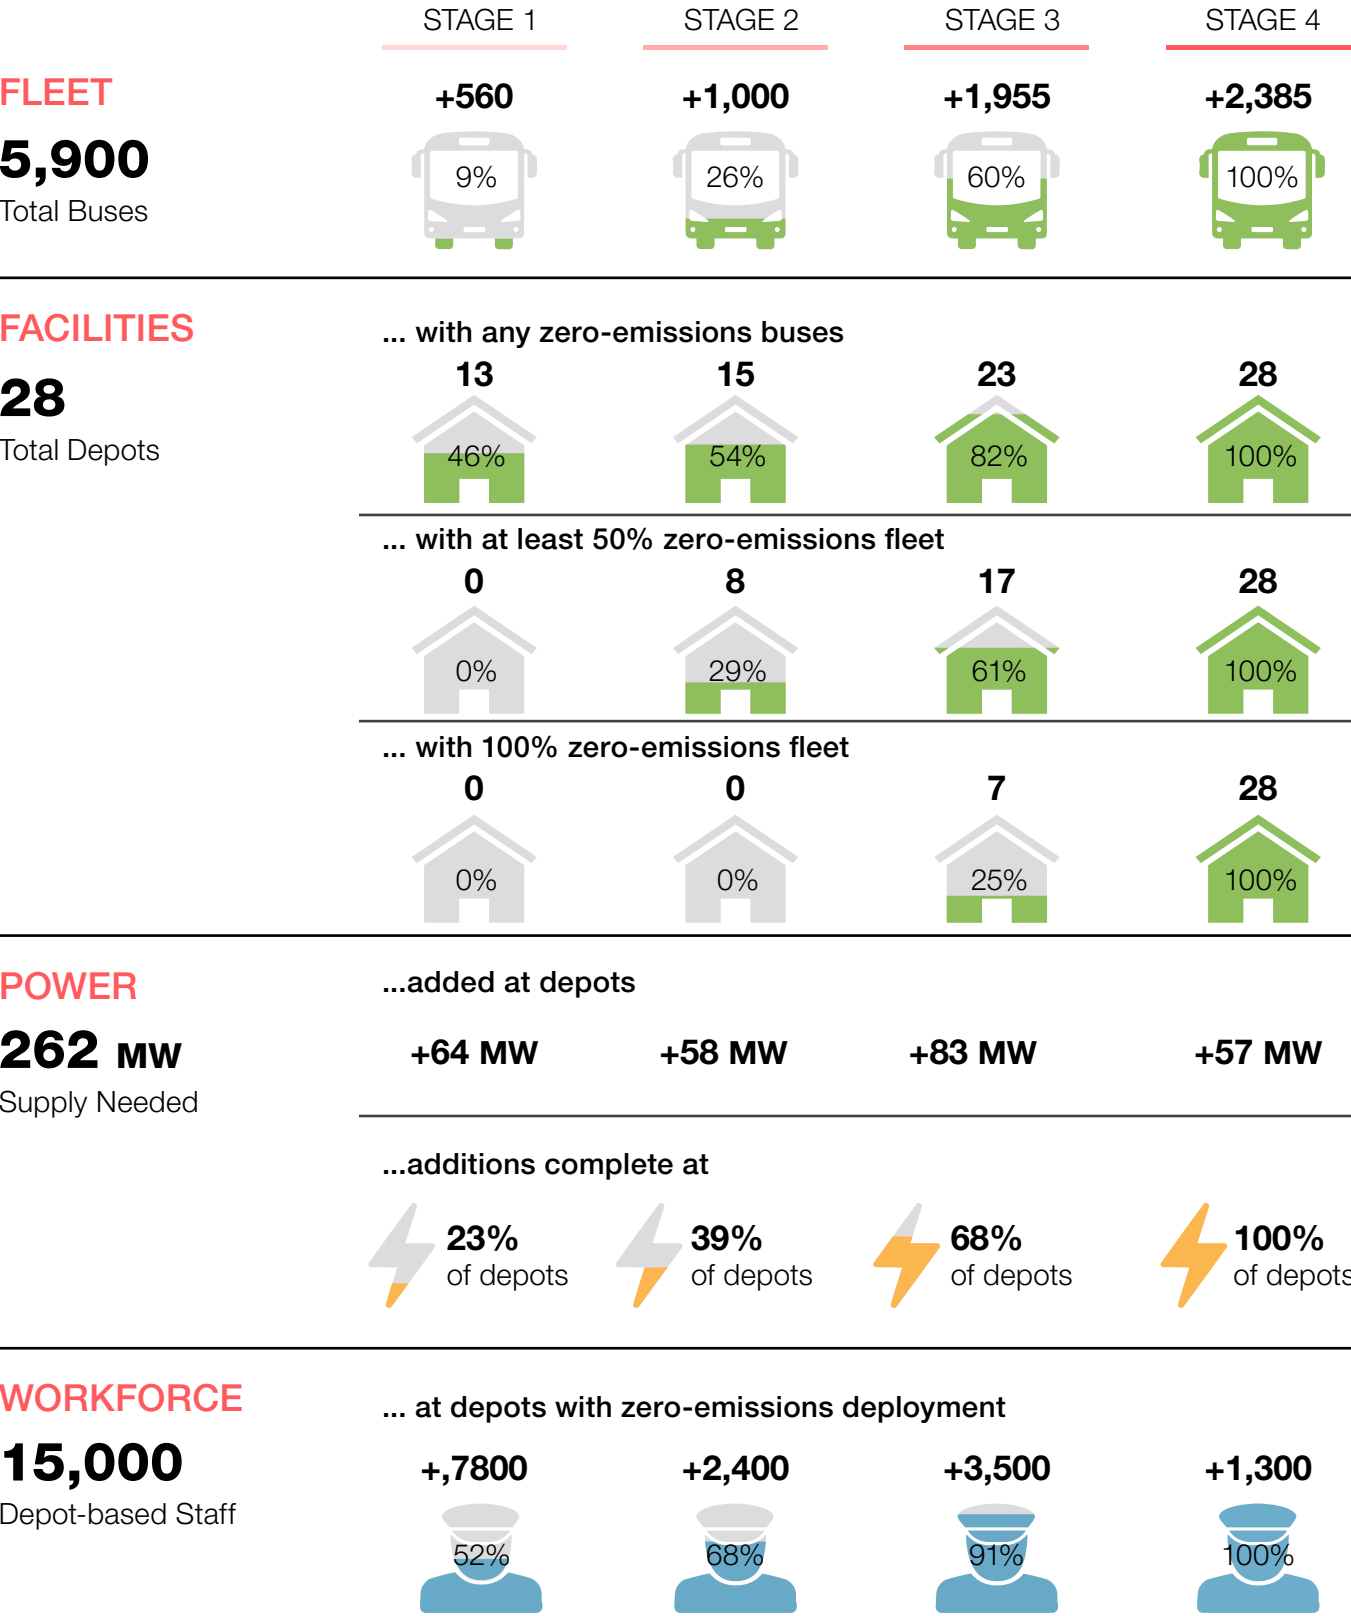 STAGE 1 STAGE 2 STAGE 3 STAGE 4
FLEET
5,900
Total Buses
+560 +1,000 +1,955 +2,385
9% 26% 60% 100%
FACILITIES
28
Total Depots
... with any zero-emissions buses
13 15 23 28
46% 54% 82% 100%
... with at least 50% zero-emissions fleet
0 8 17 28
0% 29% 61% 100%
... with 100% zero-emissions fleet
0 0 7 28
0% 0% 25% 100%
POWER
262 MW
Supply Needed
...added at depots
+64 MW +58 MW +83 MW +57 MW
...additions complete at
23% 39% 68% 100%
of depots of depots of depots of depots
WORKFORCE
15,000
Depot-based Staff
... at depots with zero-emissions deployment
+,7800 +2,400 +3,500 +1,300
52% 68% 91% 100%